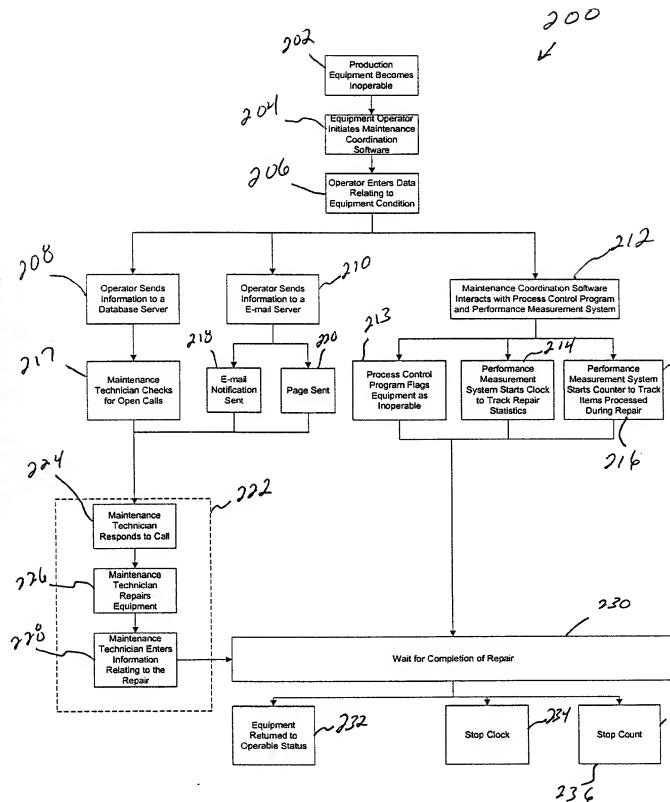 200
202
Production
Equipment Becomes
Inoperable
204
Equipment Operator
Initiates Maintenance
Coordination
Software
206
Operator Enters Data
Relating to
Equipment Condition
208
Operator Sends
Information to a
Database Server
210
Operator Sends
Information to a
E-mail Server
212
Maintenance Coordination Software
Interacts with Process Control Program
and Performance Measurement System
217
Maintenance
Technician Checks
for Open Calls
218
E-mail
Notification
Sent
220
Page Sent
213
Process Control
Program Flags
Equipment as
Inoperable
214
Performance
Measurement
System Starts Clock
to Track Repair
Statistics
Performance
Measurement System
Starts Counter to Track
Items Processed
During Repair
216
222
224
Maintenance
Technician
Responds to Call
226
Maintenance
Technician
Repairs
Equipment
228
Maintenance
Technician Enters
Information
Relating to the
Repair
230
Wait for Completion of Repair
Equipment
Returned to
Operable Status
232
Stop Clock
234
Stop Count
236